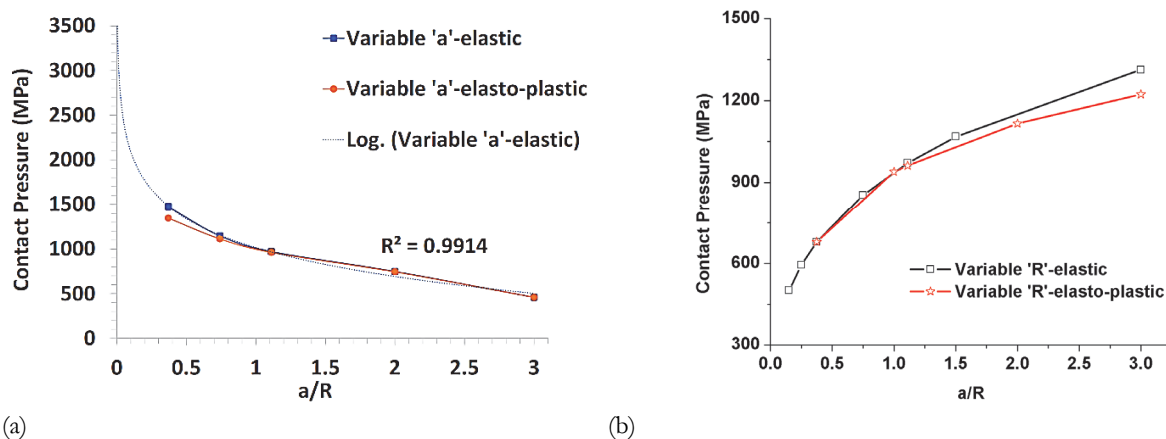 3500
3000
2500
2000
1500
1000
500
0
Contact Pressure (MPa)
Variable 'a'-elastic
Variable 'a'-elasto-plastic
Log. (Variable 'a'-elastic)
R² = 0.9914
0 0.5 1 1.5 2 2.5 3
a/R
(a)
1500
1200
900
600
300
Contact Pressure (MPa)
Variable 'R'-elastic
Variable 'R'-elasto-plastic
0.0 0.5 1.0 1.5 2.0 2.5 3.0
a/R
(b)